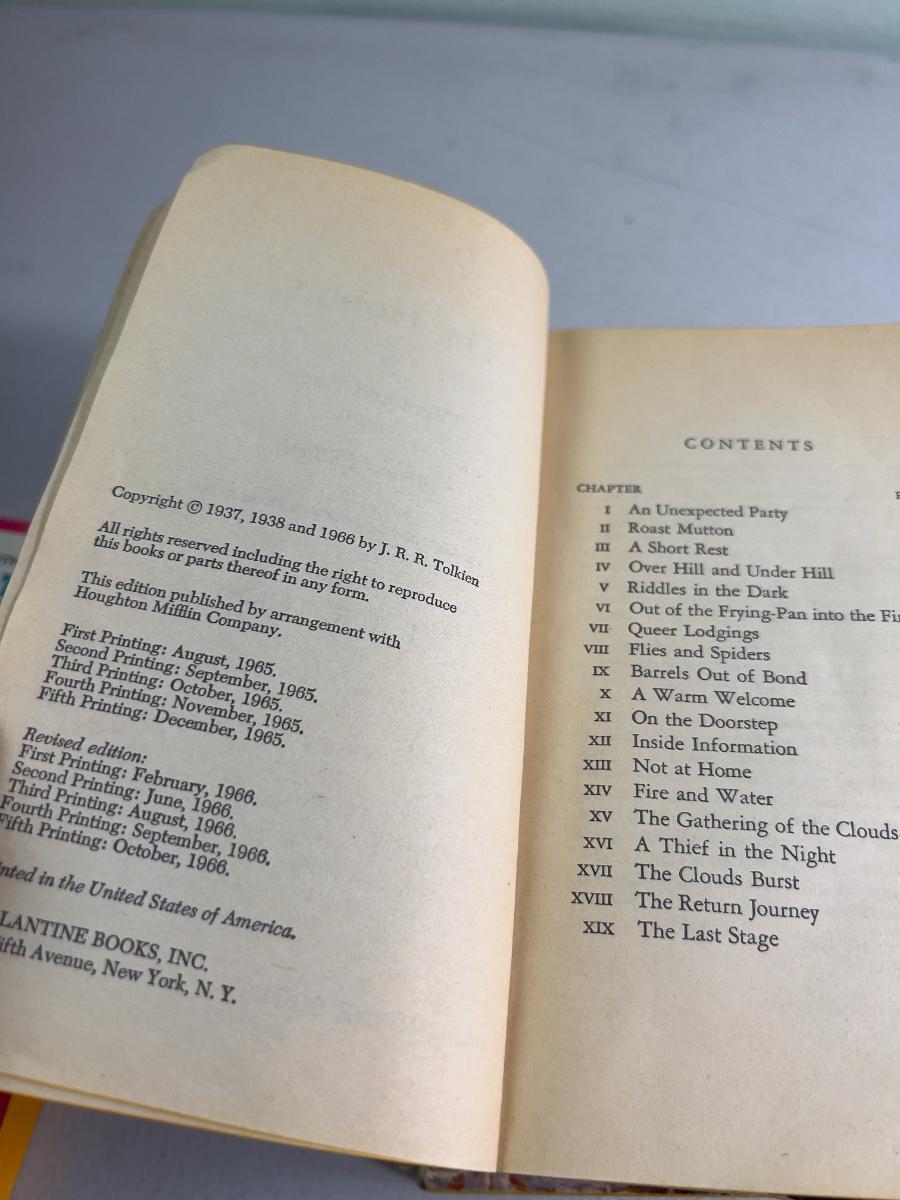 Copyright © 1937, 1938 and 1966 by J. R. R. Tolkien
All rights reserved including the right to reproduce
this books or parts thereof in any form.
This edition published by arrangement with
Houghton Mifflin Company.
First Printing: August, 1965.
Second Printing: September, 1965.
Third Printing: October, 1965.
Fourth Printing: November, 1965.
Fifth Printing: December, 1965.
Revised edition:
First Printing: February, 1966.
Second Printing: June, 1966.
Third Printing: August, 1966.
Fourth Printing: September, 1966.
Fifth Printing: October, 1966.
nted in the United States of America.
LANTINE BOOKS, INC.
ifth Avenue, New York, N. Y.
CONTENTS
CHAPTER
I An Unexpected Party
II Roast Mutton
III A Short Rest
IV Over Hill and Under Hill
V Riddles in the Dark
VI Out of the Frying-Pan into the Fir
VII Queer Lodgings
VIII Flies and Spiders
IX Barrels Out of Bond
X A Warm Welcome
XI On the Doorstep
XII Inside Information
XIII Not at Home
XIV Fire and Water
XV The Gathering of the Clouds
XVI A Thief in the Night
XVII The Clouds Burst
XVIII The Return Journey
XIX The Last Stage